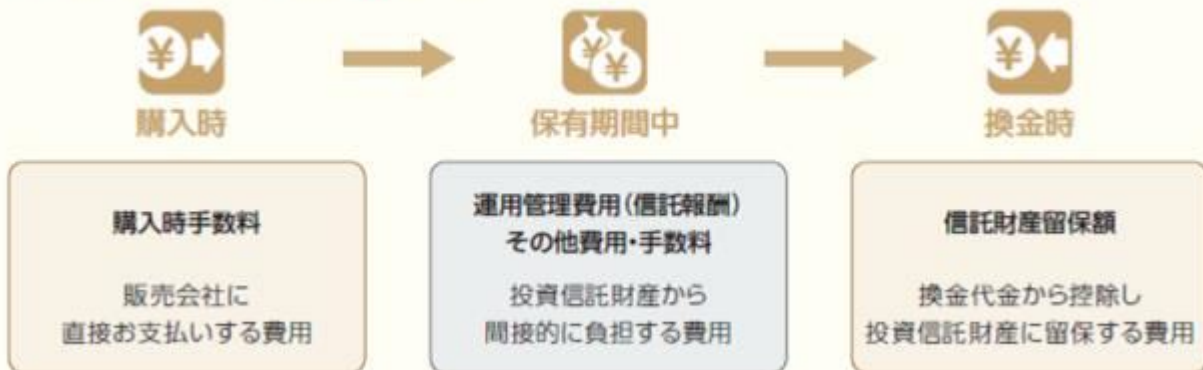 購入時
保有期間中
換金時
購入時手数料
販売会社に
直接お支払いする費用
運用管理費用(信託報酬)
その他費用・手数料
投資信託財産から
間接的に負担する費用
信託財産留保額
換金代金から控除し
投資信託財産に留保する費用